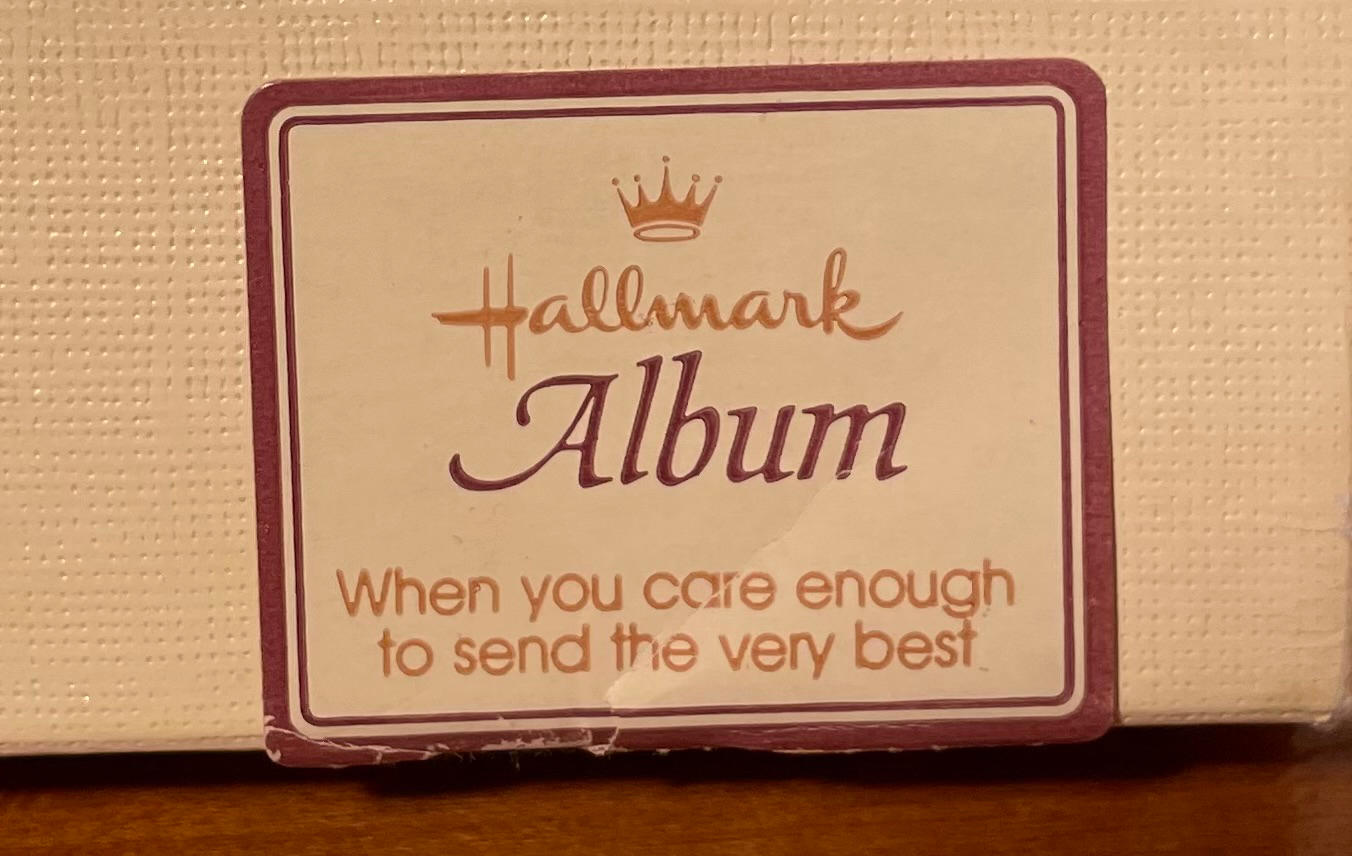 Hallmark
Album
When you care enough
to send the very best